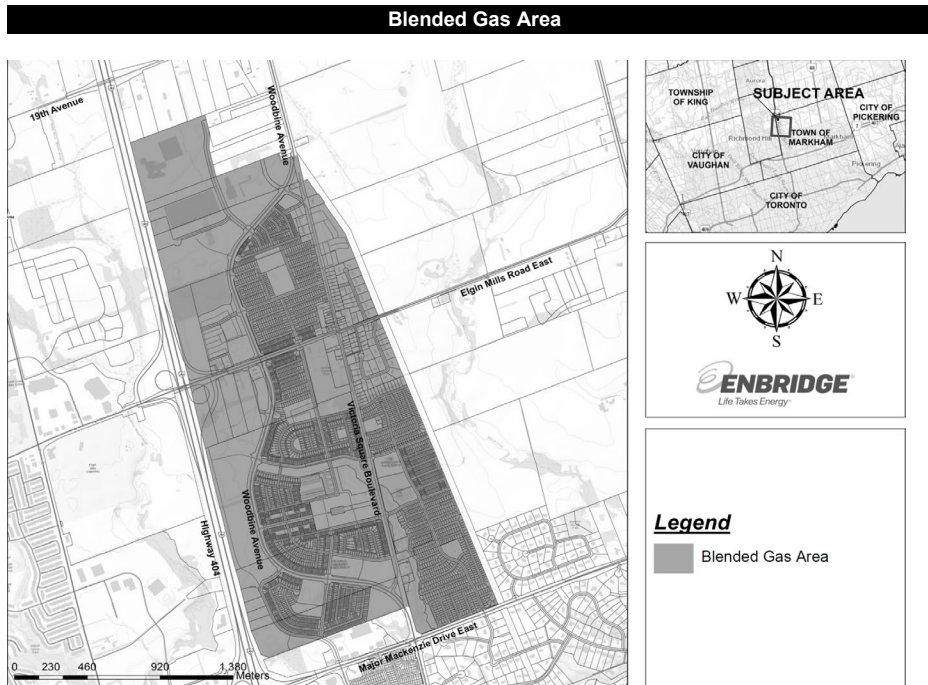 Blended Gas Area
19th Avenue
Woodbine Avenue
Elgin Mills Road East
Victoria Square Boulevard
Woodbine Avenue
Highway 404
Major Mackenzie Drive East
0 230 460 920 1,380
Meters
Aurora
SUBJECT AREA
TOWNSHIP
OF KING
CITY OF
PICKERING
Richmond Hill
TOWN OF
MARKHAM
CITY OF
VAUGHAN
Pickering
CITY OF
TORONTO
N
W E
S
ENBRIDGE
Life Takes Energy
Legend
Blended Gas Area